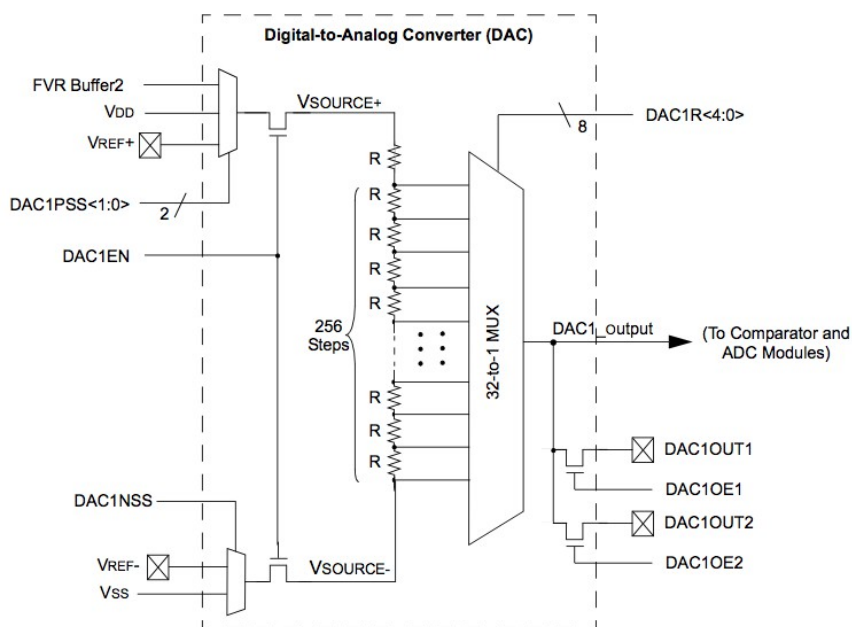 Digital-to-Analog Converter (DAC)
FVR Buffer2
VDD
VREF+
DAC1PSS<1:0>
2
DAC1EN
VSOURCE+
8
DAC1R<4:0>
R
R
R
R
R
256
Steps
R
R
R
32-to-1 MUX
DAC1_output
(To Comparator and
ADC Modules)
DAC1OUT1
DAC1OE1
DAC1OUT2
DAC1OE2
DAC1NSS
VREF-
VSS
VSOURCE-